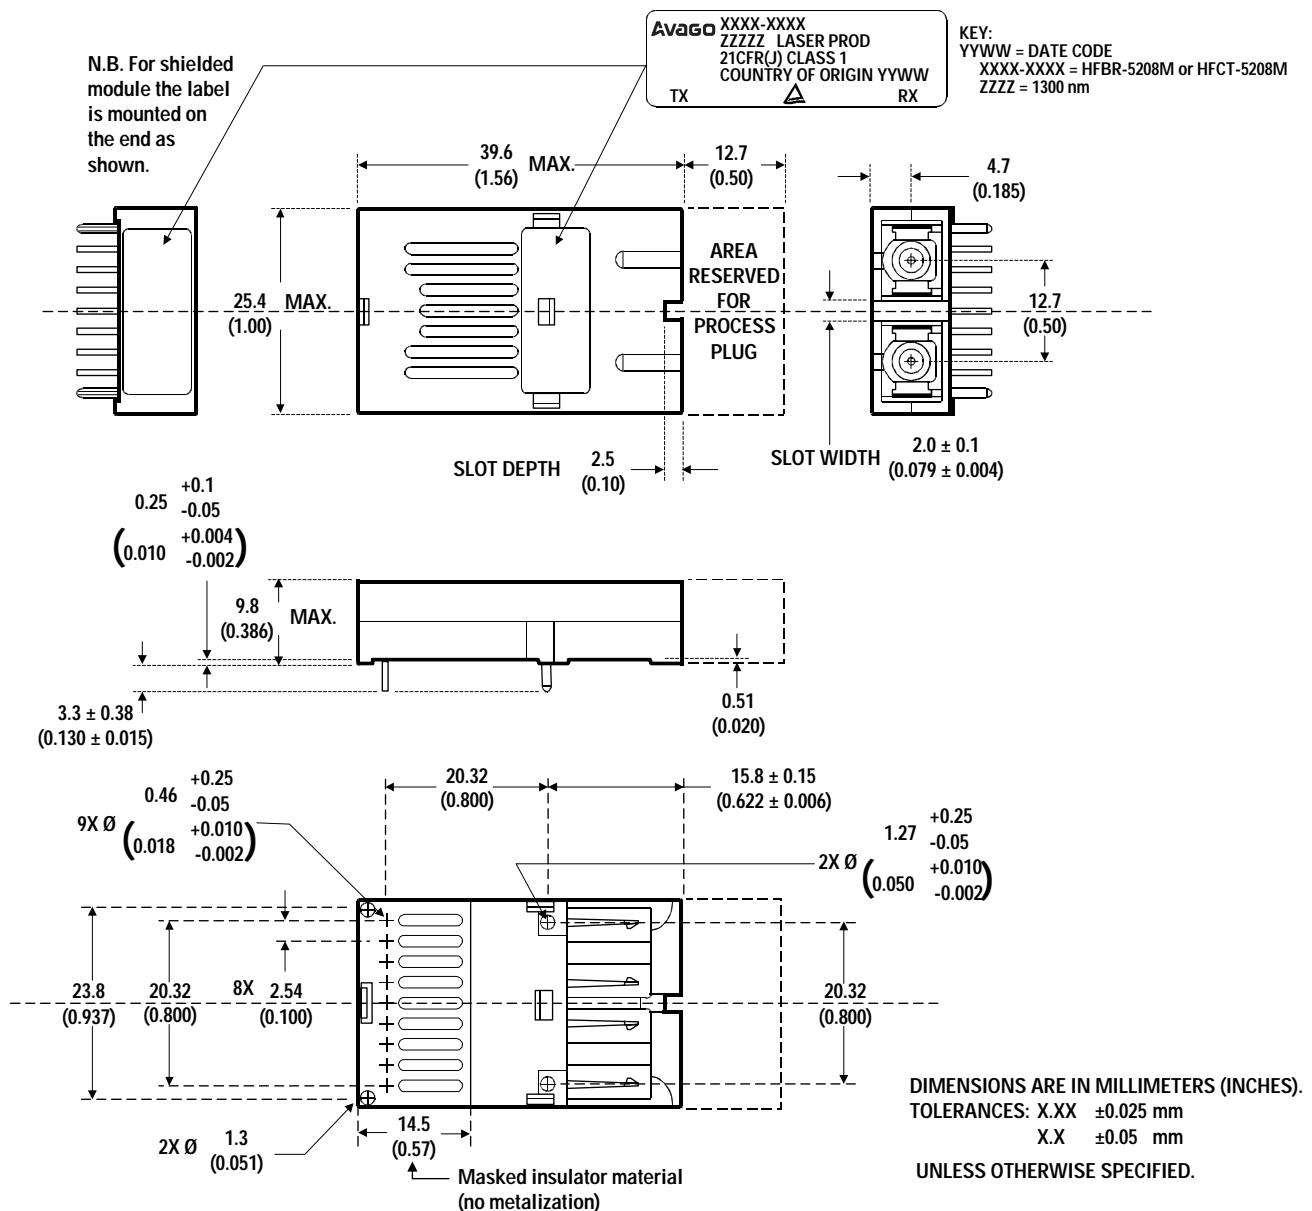 AVAGO XXXX-XXXX
ZZZZZ LASER PROD
21CFR(J) CLASS 1
COUNTRY OF ORIGIN YYWW
TX RX
KEY:
YYWW = DATE CODE
XXXX-XXXX = HFBR-5208M or HFCT-5208M
ZZZZ = 1300 nm
N.B. For shielded
module the label
is mounted on
the end as
shown.
39.6
(1.56)
MAX.
12.7
(0.50)
4.7
(0.185)
25.4
(1.00)
MAX.
AREA
RESERVED
FOR
PROCESS
PLUG
12.7
(0.50)
SLOT DEPTH
2.5
(0.10)
SLOT WIDTH
2.0 ± 0.1
(0.079 ± 0.004)
0.25 +0.1
-0.05
(0.010 +0.004
-0.002)
9.8
(0.386)
MAX.
3.3 ± 0.38
(0.130 ± 0.015)
0.51
(0.020)
20.32
(0.800)
15.8 ± 0.15
(0.622 ± 0.006)
9X Ø
0.46 +0.25
-0.05
(0.018 +0.010
-0.002)
2X Ø
1.27 +0.25
-0.05
(0.050 +0.010
-0.002)
23.8
(0.937)
20.32
(0.800)
8X 2.54
(0.100)
20.32
(0.800)
2X Ø 1.3
(0.051)
14.5
(0.57)
Masked insulator material
(no metalization)
DIMENSIONS ARE IN MILLIMETERS (INCHES).
TOLERANCES: X.XX ±0.025 mm
X.X ±0.05 mm
UNLESS OTHERWISE SPECIFIED.